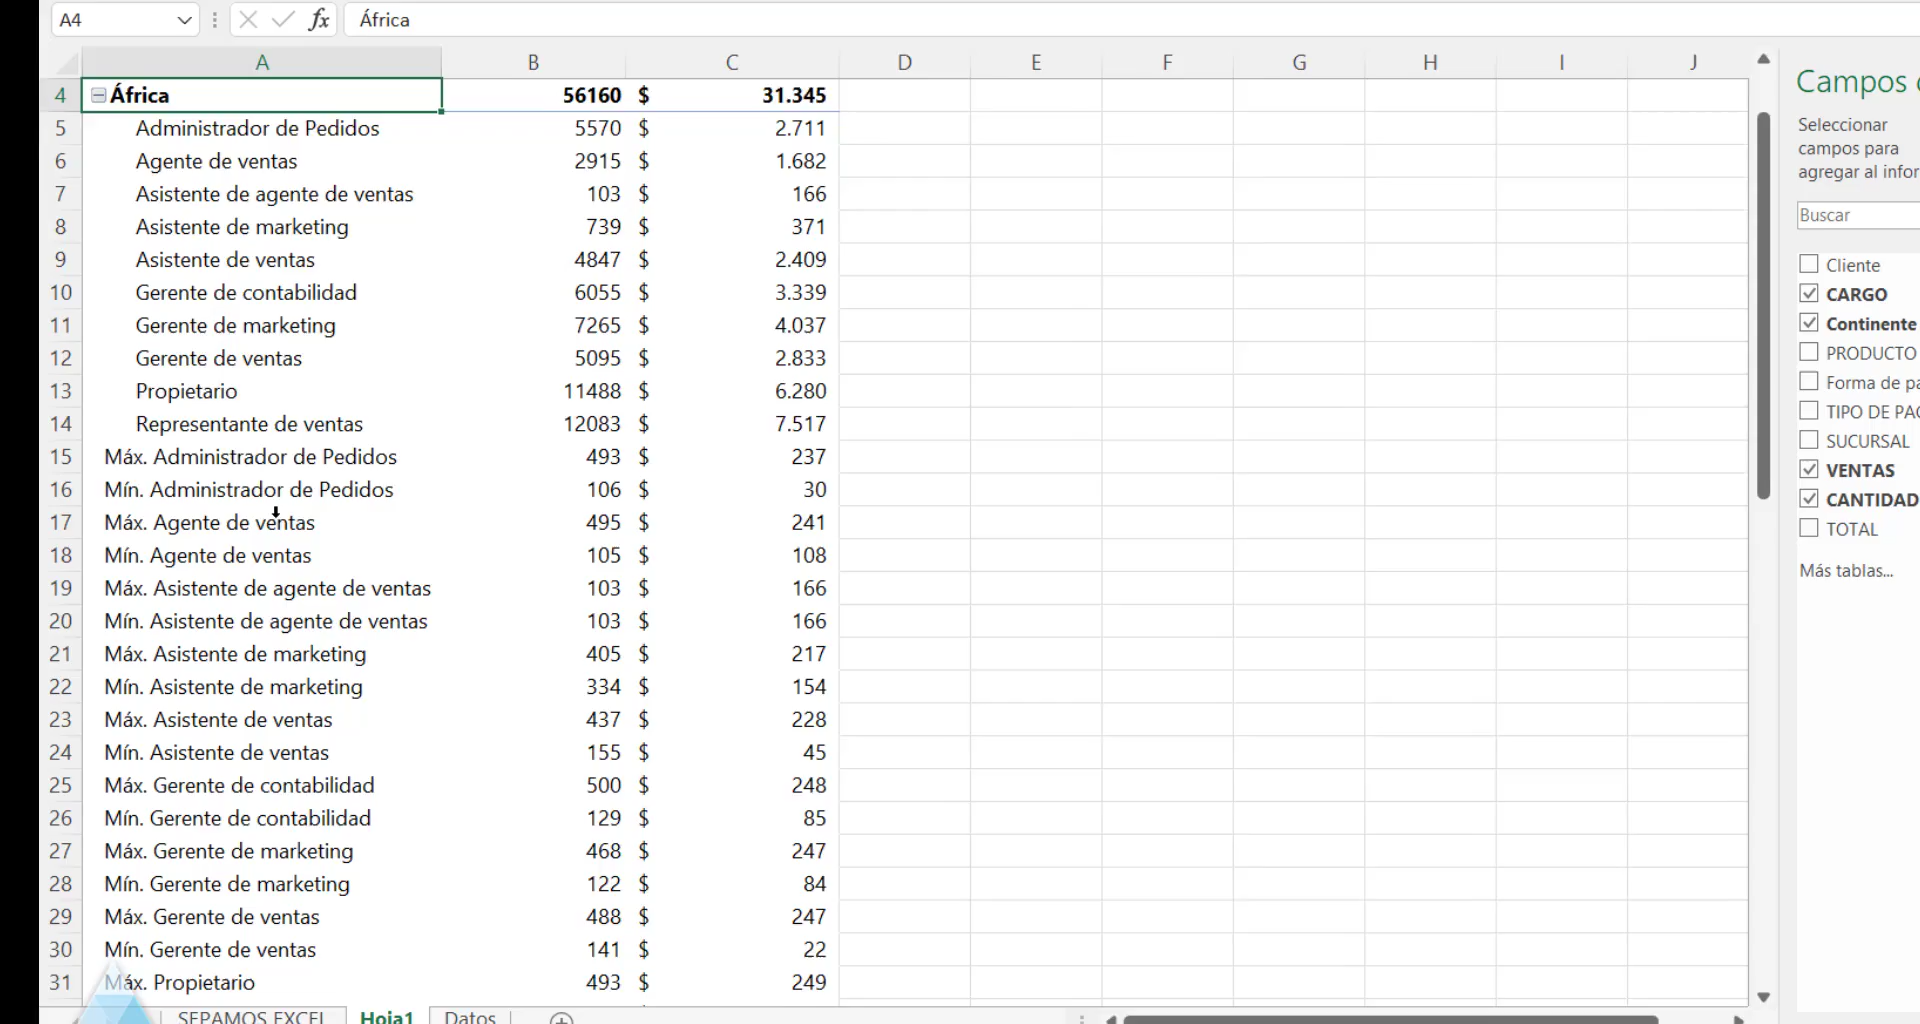 A4 fx África
A B C D E F G H I J
4 África 56160 $ 31.345
5 Administrador de Pedidos 5570 $ 2.711
6 Agente de ventas 2915 $ 1.682
7 Asistente de agente de ventas 103 $ 166
8 Asistente de marketing 739 $ 371
9 Asistente de ventas 4847 $ 2.409
10 Gerente de contabilidad 6055 $ 3.339
11 Gerente de marketing 7265 $ 4.037
12 Gerente de ventas 5095 $ 2.833
13 Propietario 11488 $ 6.280
14 Representante de ventas 12083 $ 7.517
15 Máx. Administrador de Pedidos 493 $ 237
16 Mín. Administrador de Pedidos 106 $ 30
17 Máx. Agente de ventas 495 $ 241
18 Mín. Agente de ventas 105 $ 108
19 Máx. Asistente de agente de ventas 103 $ 166
20 Mín. Asistente de agente de ventas 103 $ 166
21 Máx. Asistente de marketing 405 $ 217
22 Mín. Asistente de marketing 334 $ 154
23 Máx. Asistente de ventas 437 $ 228
24 Mín. Asistente de ventas 155 $ 45
25 Máx. Gerente de contabilidad 500 $ 248
26 Mín. Gerente de contabilidad 129 $ 85
27 Máx. Gerente de marketing 468 $ 247
28 Mín. Gerente de marketing 122 $ 84
29 Máx. Gerente de ventas 488 $ 247
30 Mín. Gerente de ventas 141 $ 22
31 Máx. Propietario 493 $ 249
SEPAMOS EXCEL Hoja1 Datos
Campos
Seleccionar
campos para
agregar al infor
Buscar
Cliente
CARGO
Continente
PRODUCTO
Forma de pa
TIPO DE PAG
SUCURSAL
VENTAS
CANTIDAD
TOTAL
Más tablas...